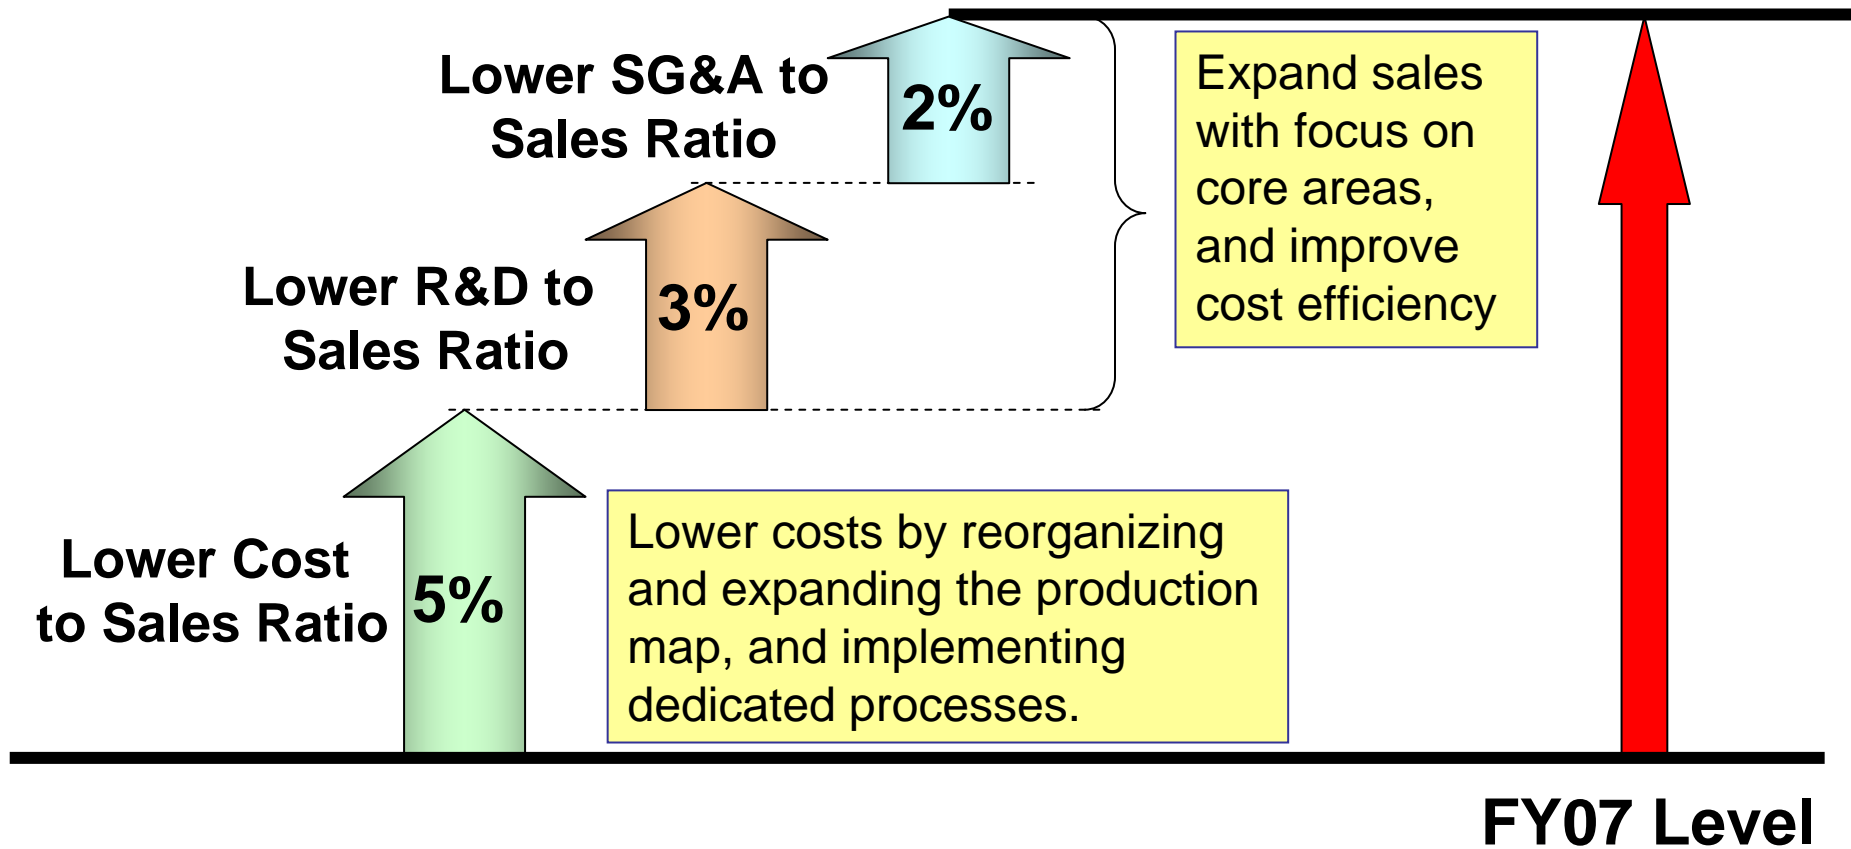 Lower SG&A to
Sales Ratio
2%
Expand sales
with focus on
core areas,
and improve
cost efficiency
Lower R&D to
Sales Ratio
3%
Lower Cost
to Sales Ratio
5%
Lower costs by reorganizing
and expanding the production
map, and implementing
dedicated processes.
FY07 Level